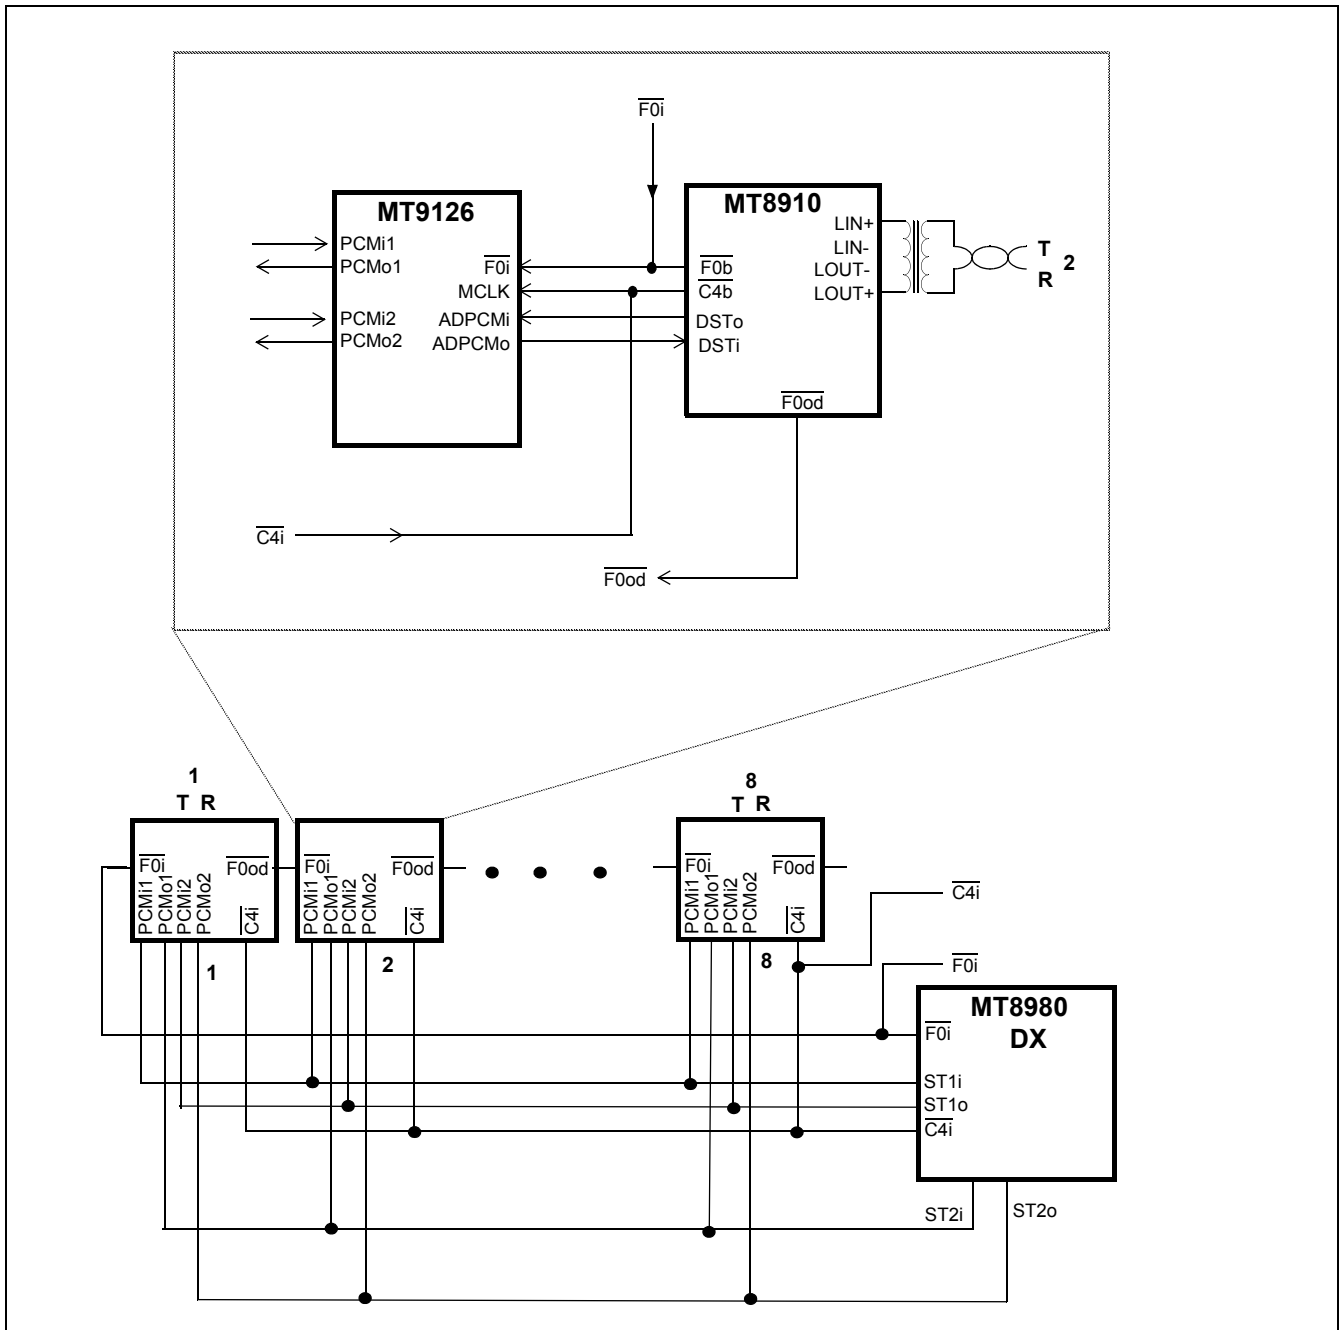 F0i
MT9126
PCMi1
PCMo1
PCMi2
PCMo2
F0i
MCLK
ADPCMi
ADPCMo
MT8910
F0b
C4b
DSTo
DSTi
LIN+
LIN-
LOUT-
LOUT+
F0od
T
R
2
C4i
F0od
1
T R
F0i
F0od
PCMi1
PCMo1
PCMi2
PCMo2
C4i
1
F0i
F0od
PCMi1
PCMo1
PCMi2
PCMo2
C4i
2
8
T R
F0i
F0od
PCMi1
PCMo1
PCMi2
PCMo2
C4i
8
C4i
F0i
MT8980
DX
F0i
ST1i
ST1o
C4i
ST2i
ST2o